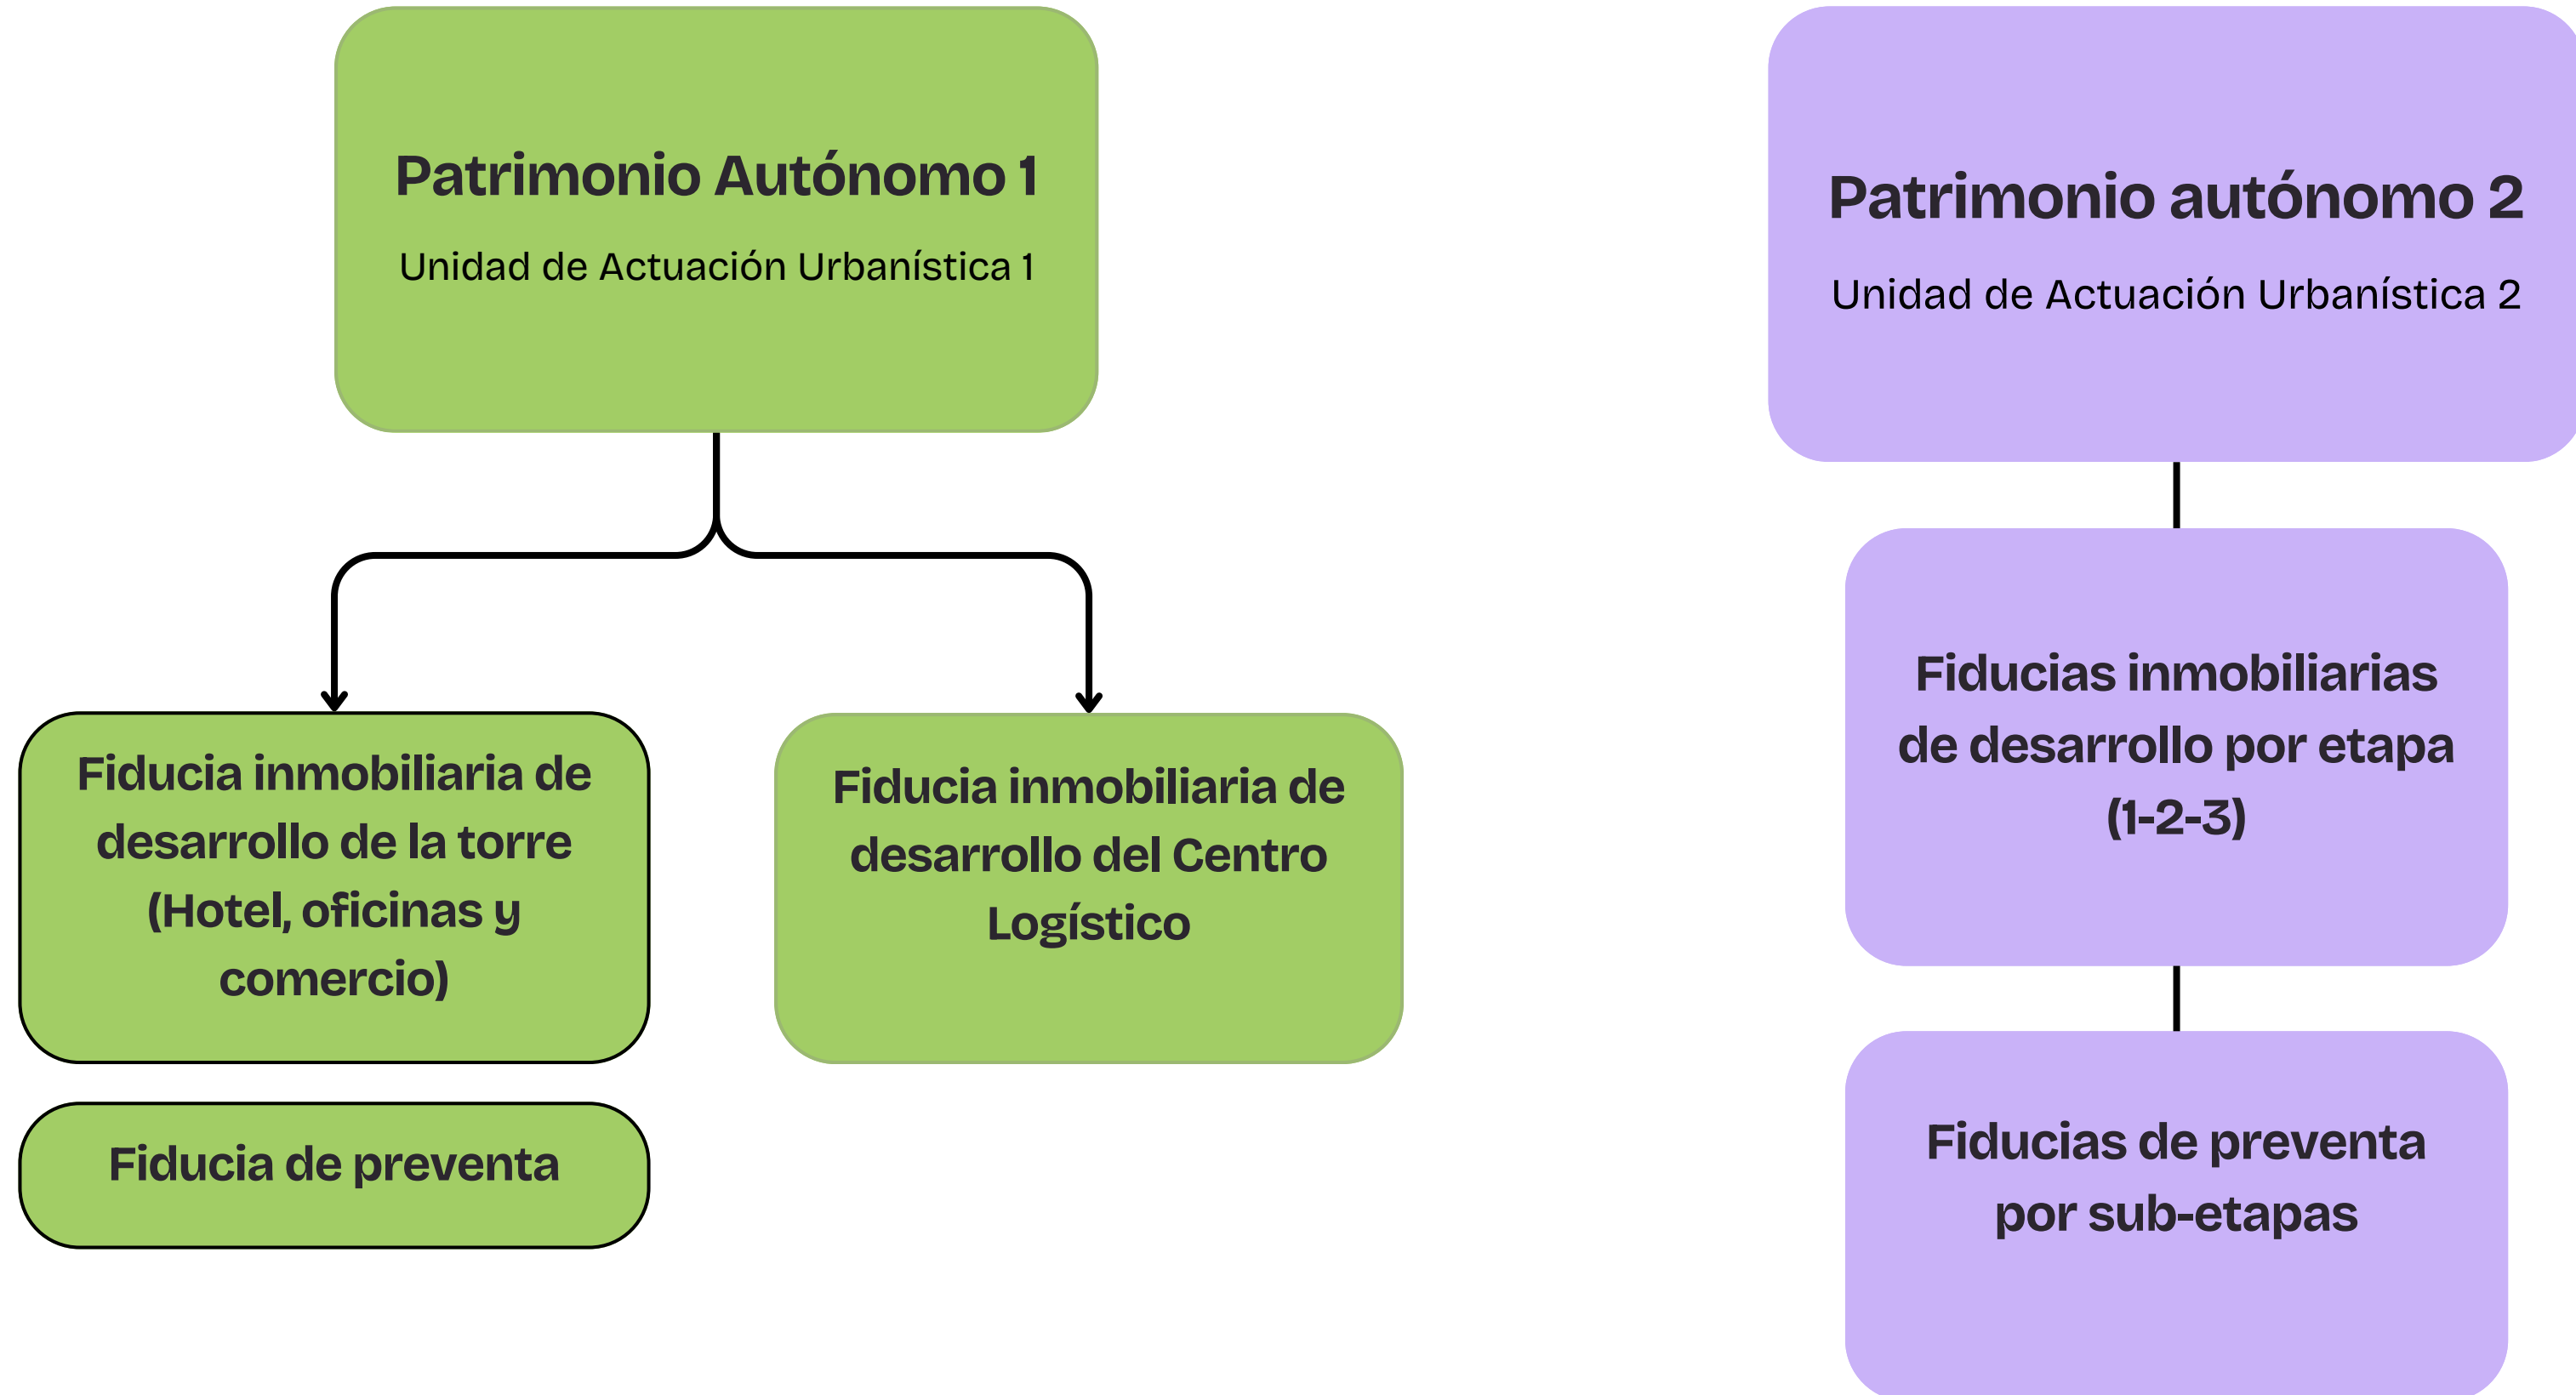 Patrimonio Autónomo 1
Unidad de Actuación Urbanística 1
Fiducia inmobiliaria de
desarrollo de la torre
(Hotel, oficinas y
comercio)
Fiducia de preventa
Fiducia inmobiliaria de
desarrollo del Centro
Logístico
Patrimonio autónomo 2
Unidad de Actuación Urbanística 2
Fiducias inmobiliarias
de desarrollo por etapa
(1-2-3)
Fiducias de preventa
por sub-etapas